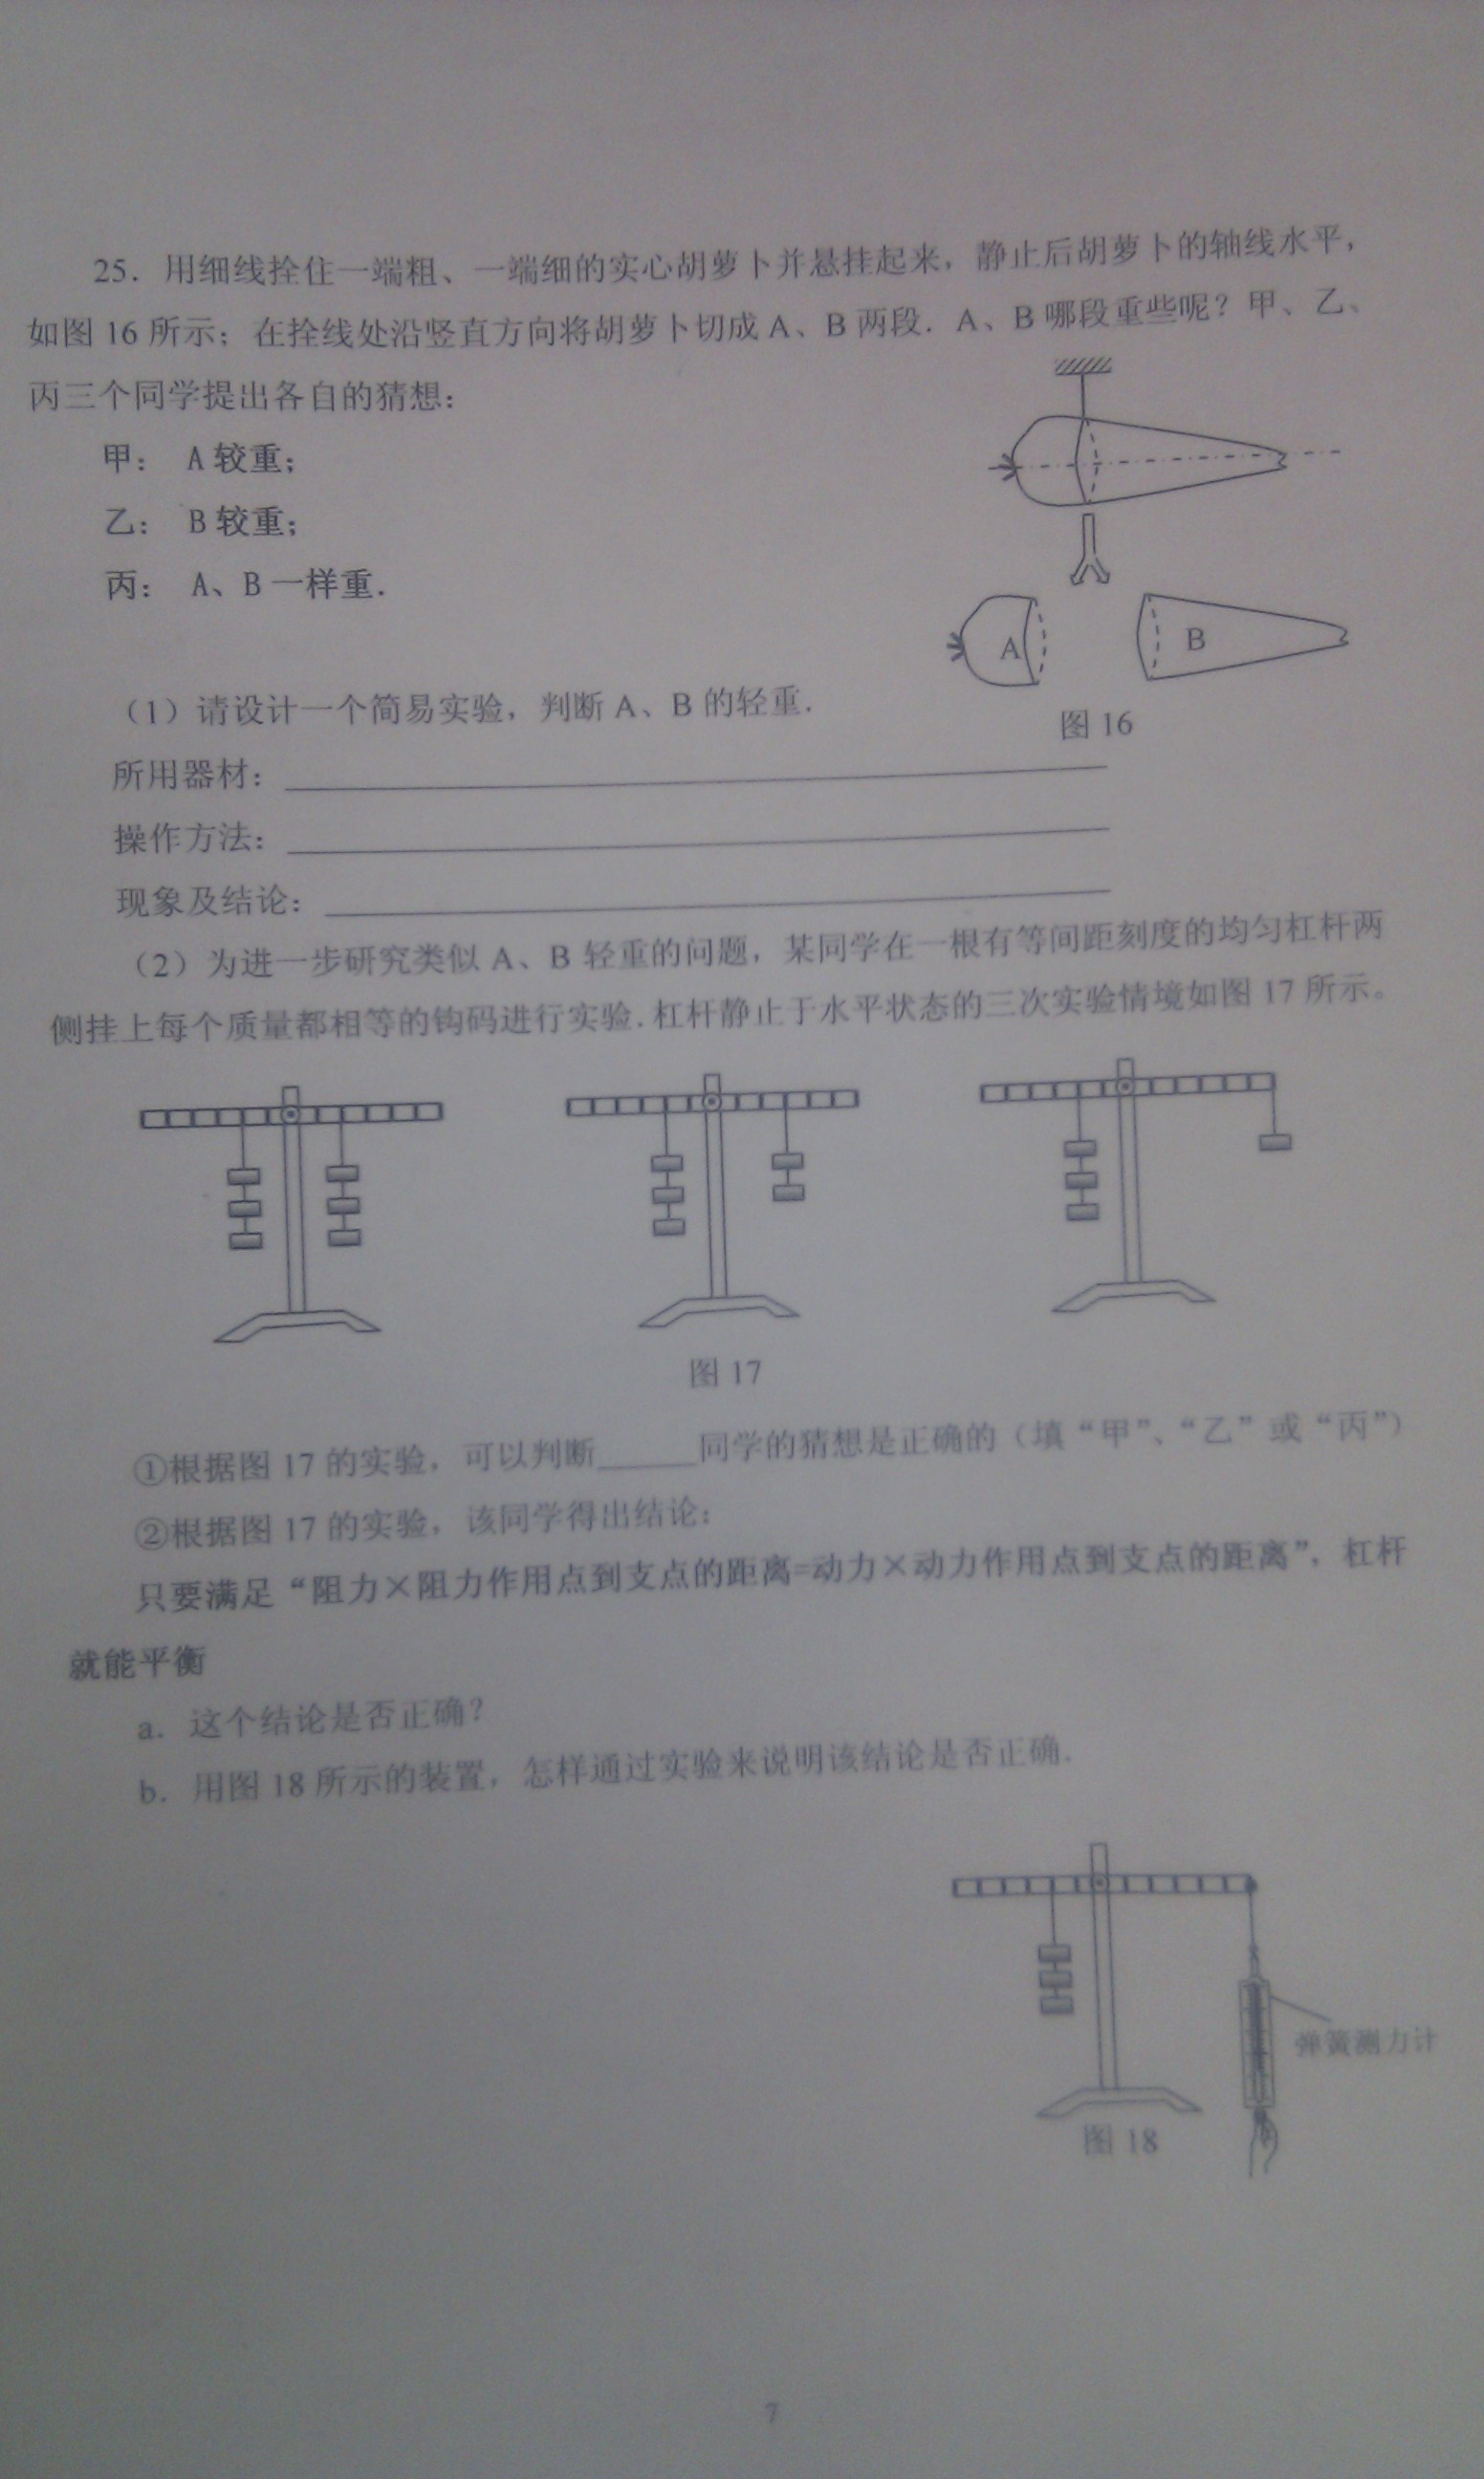 25. 用细线拴住一端粗、一端细的实心胡萝卜并悬挂起来，静止后胡萝卜的轴线水平，
如图 16 所示；在拴线处沿竖直方向将胡萝卜切成 A、B 两段．A、B 哪段重些呢？甲、乙、
丙三个同学提出各自的猜想：
甲： A 较重；
乙： B 较重；
丙： A、B 一样重．
A
B
图 16
（1）请设计一个简易实验，判断 A、B 的轻重．
所用器材：
操作方法：
现象及结论：
（2）为进一步研究类似 A、B 轻重的问题，某同学在一根有等间距刻度的均匀杠杆两
侧挂上每个质量都相等的钩码进行实验．杠杆静止于水平状态的三次实验情境如图 17 所示。
图 17
①根据图 17 的实验，可以判断______同学的猜想是正确的（填“甲”、“乙”或“丙”）
②根据图 17 的实验，该同学得出结论：
只要满足“阻力×阻力作用点到支点的距离=动力×动力作用点到支点的距离”，杠杆
就能平衡
a．这个结论是否正确？
b．用图 18 所示的装置，怎样通过实验来说明该结论是否正确．
弹簧测力计
图 18
7